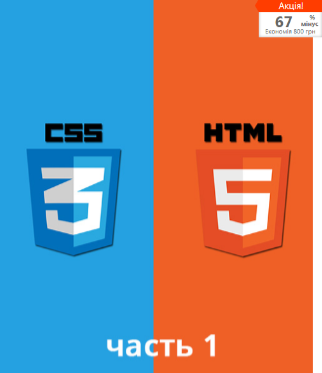 Акція!
67 % мінус
Економія 800 грн
CSS HTML
3 5
часть 1